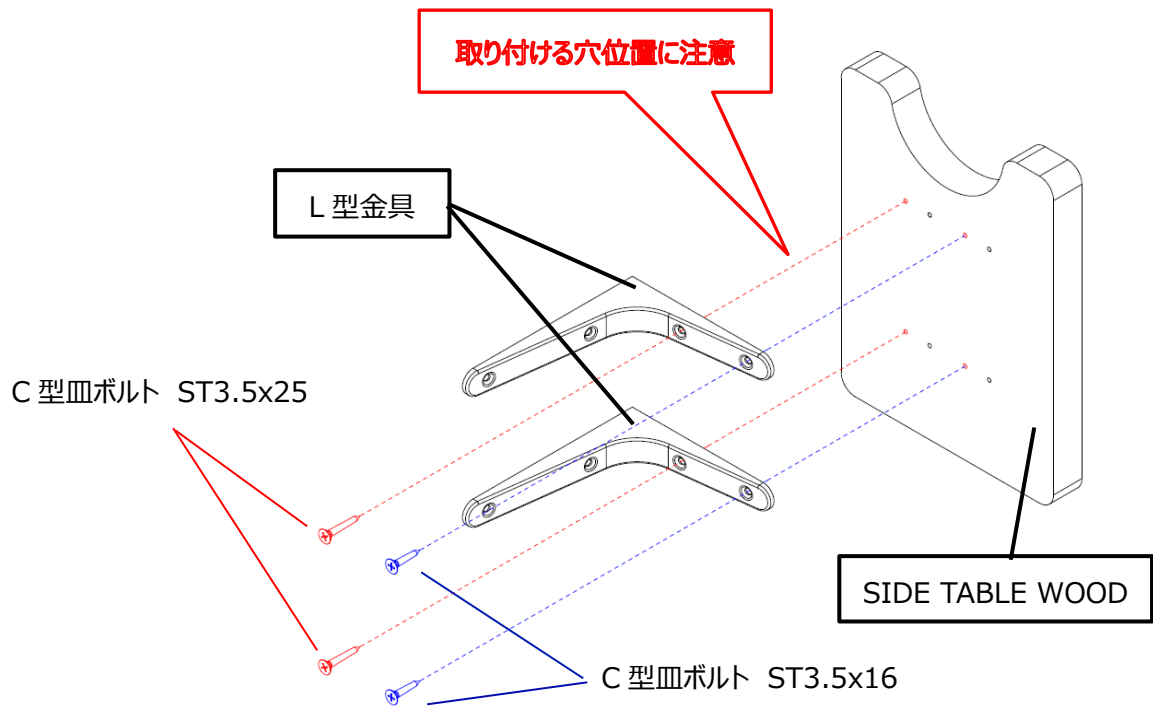 取り付ける穴位置に注意
L 型金具
C 型皿ボルト ST3.5x25
SIDE TABLE WOOD
C 型皿ボルト ST3.5x16